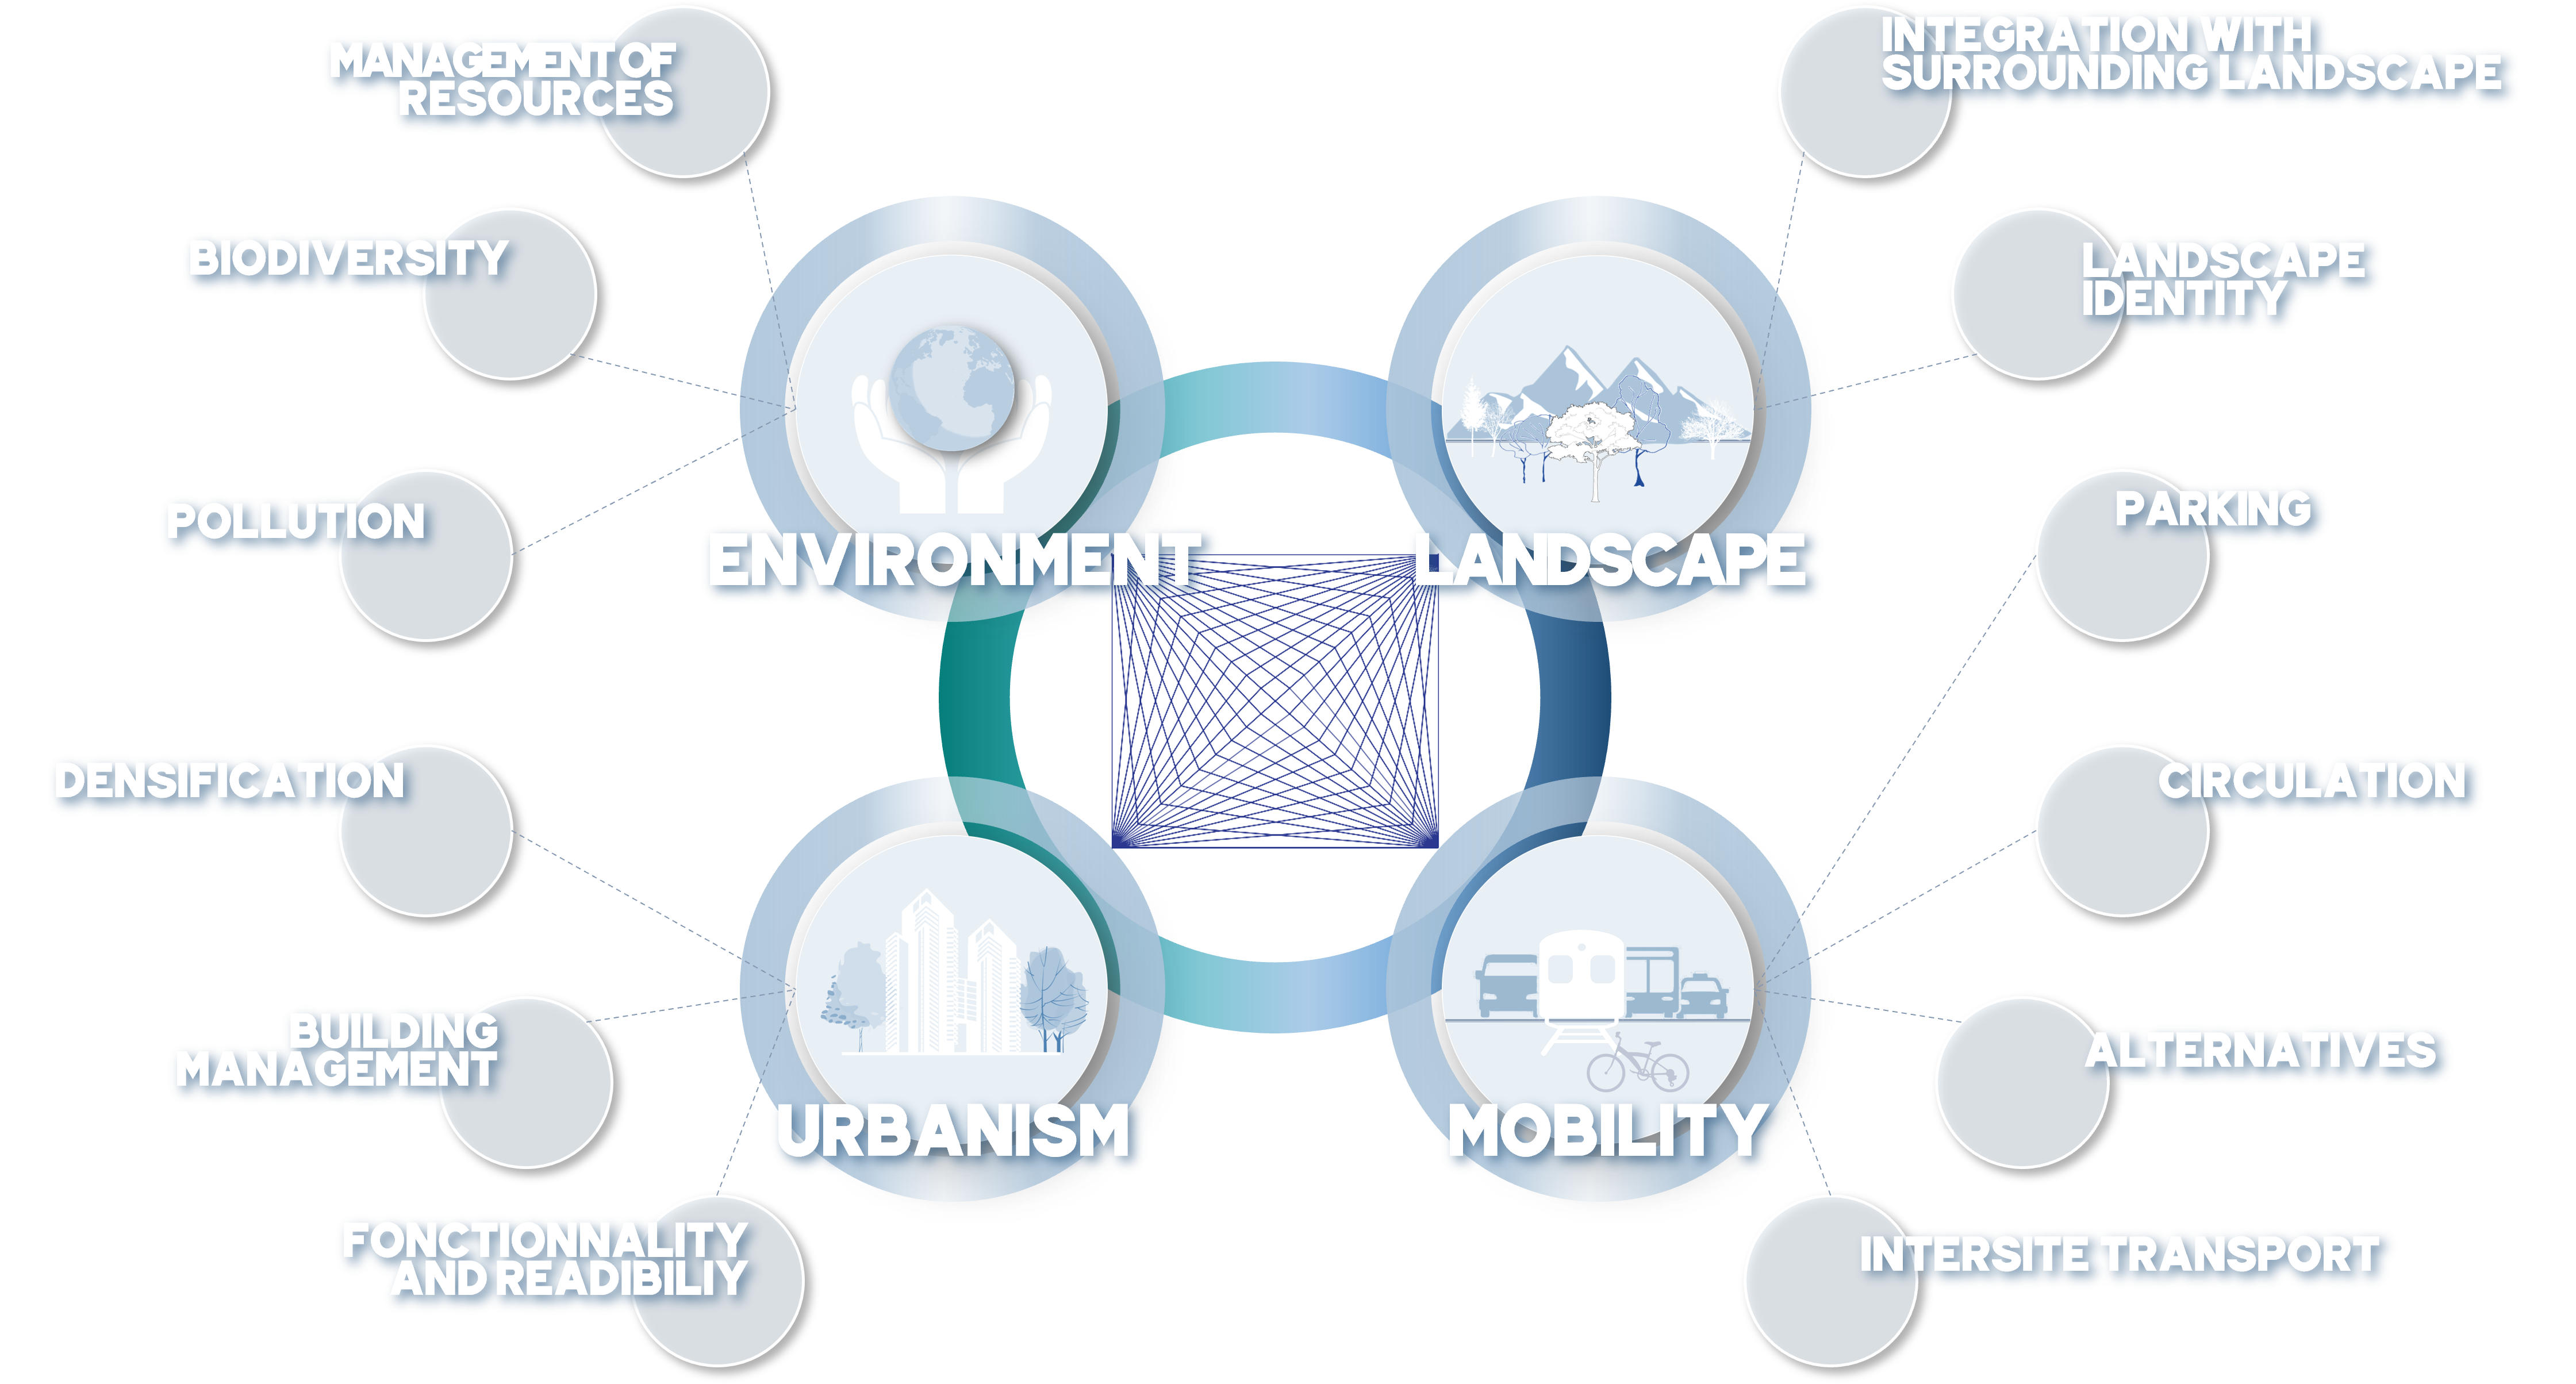 MANAGEMENT OF
RESOURCES
BIODIVERSITY
POLLUTION
ENVIRONMENT
INTEGRATION WITH
SURROUNDING LANDSCAPE
LANDSCAPE
IDENTITY
LANDSCAPE
DENSIFICATION
BUILDING
MANAGEMENT
FONCTIONNALITY
AND READIBILIY
URBANISM
PARKING
CIRCULATION
ALTERNATIVES
INTERSITE TRANSPORT
MOBILITY